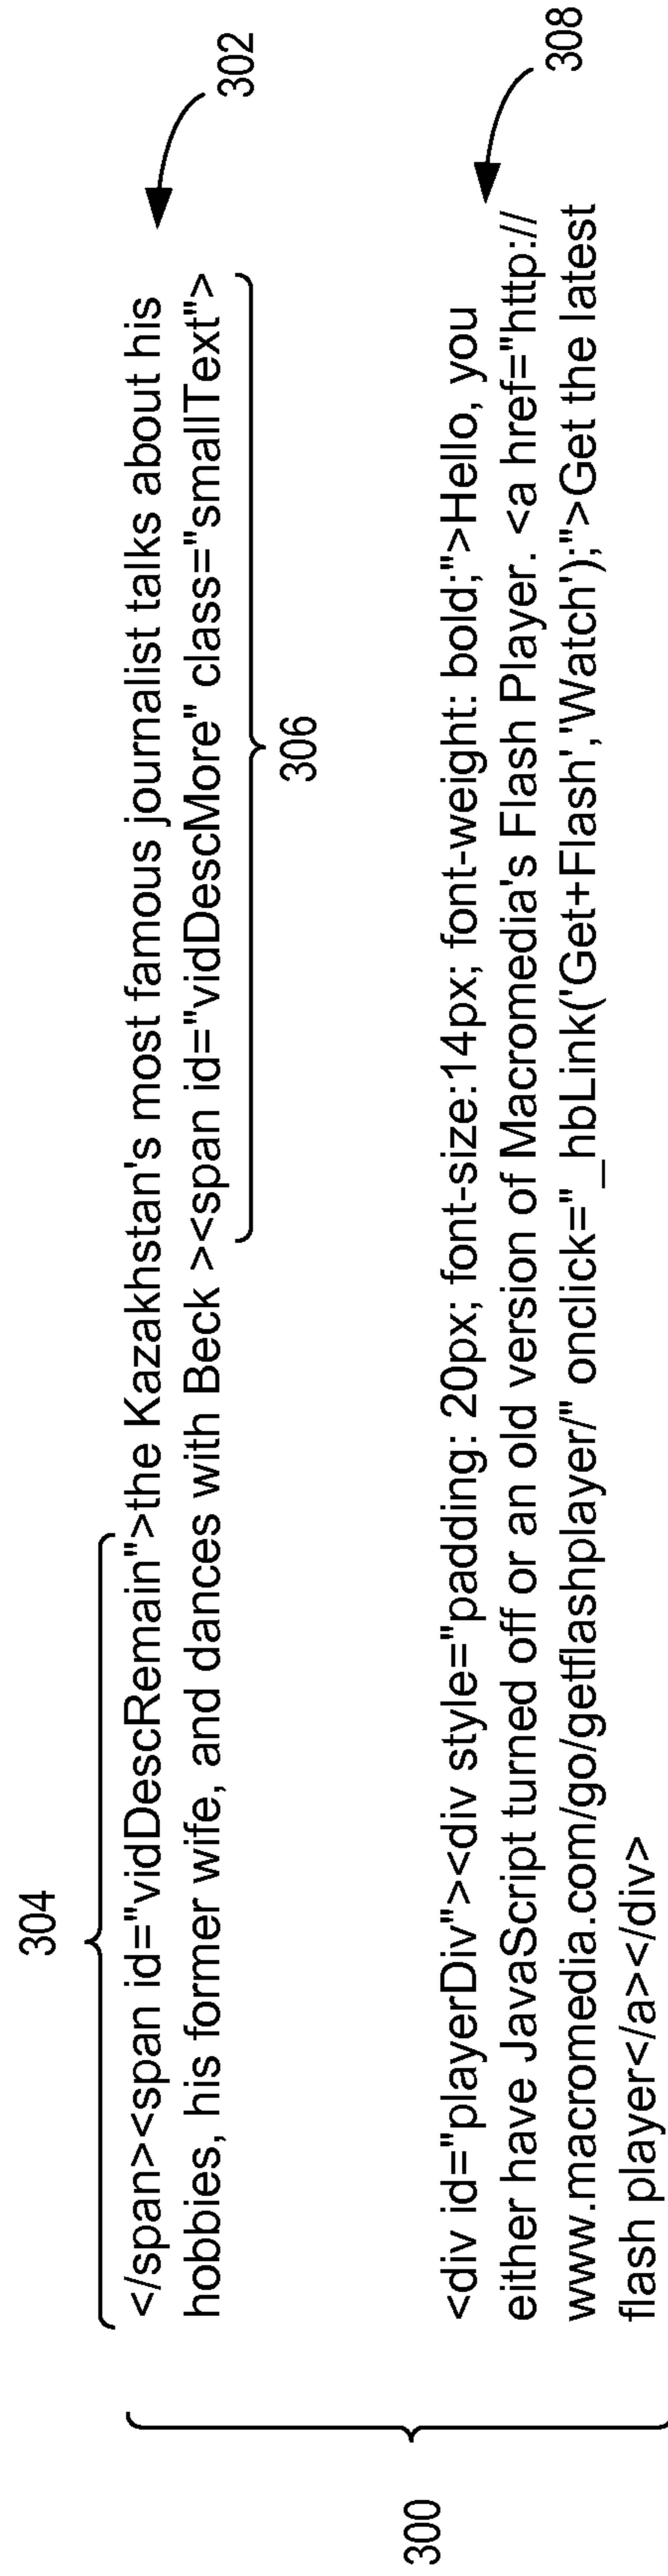 304
</span><span id="vidDescRemain">the Kazakhstan's most famous journalist talks about his
hobbies, his former wife, and dances with Beck ><span id="vidDescMore" class="smallText">
302
306
300
<div id="playerDiv"><div style="padding: 20px; font-size:14px; font-weight: bold;">Hello, you
either have JavaScript turned off or an old version of Macromedia's Flash Player. <a href="http://
www.macromedia.com/go/getflashplayer/" onclick="_hbLink('Get+Flash','Watch');">Get the latest
flash player</a></div>
308